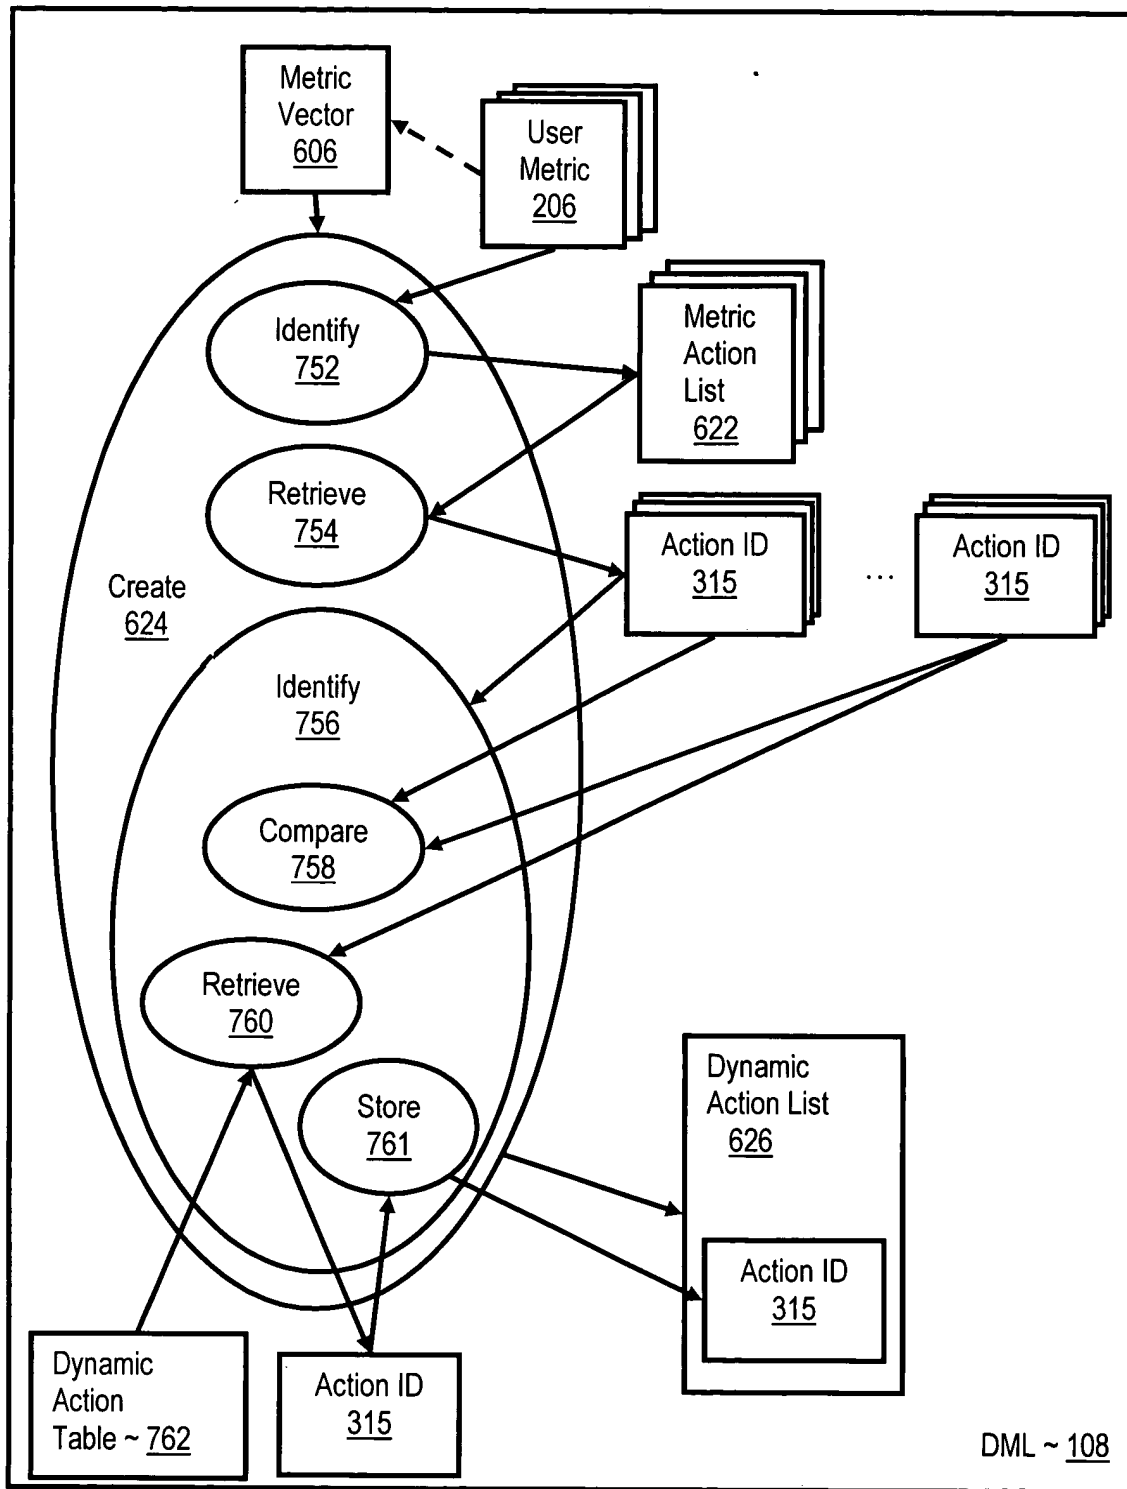 Metric
Vector
606
User
Metric
206
Identify
752
Metric
Action
List
622
Retrieve
754
Action ID
315
...
Action ID
315
Create
624
Identify
756
Compare
758
Retrieve
760
Store
761
Dynamic
Action List
626
Action ID
315
Dynamic
Action
Table ~ 762
Action ID
315
DML ~ 108